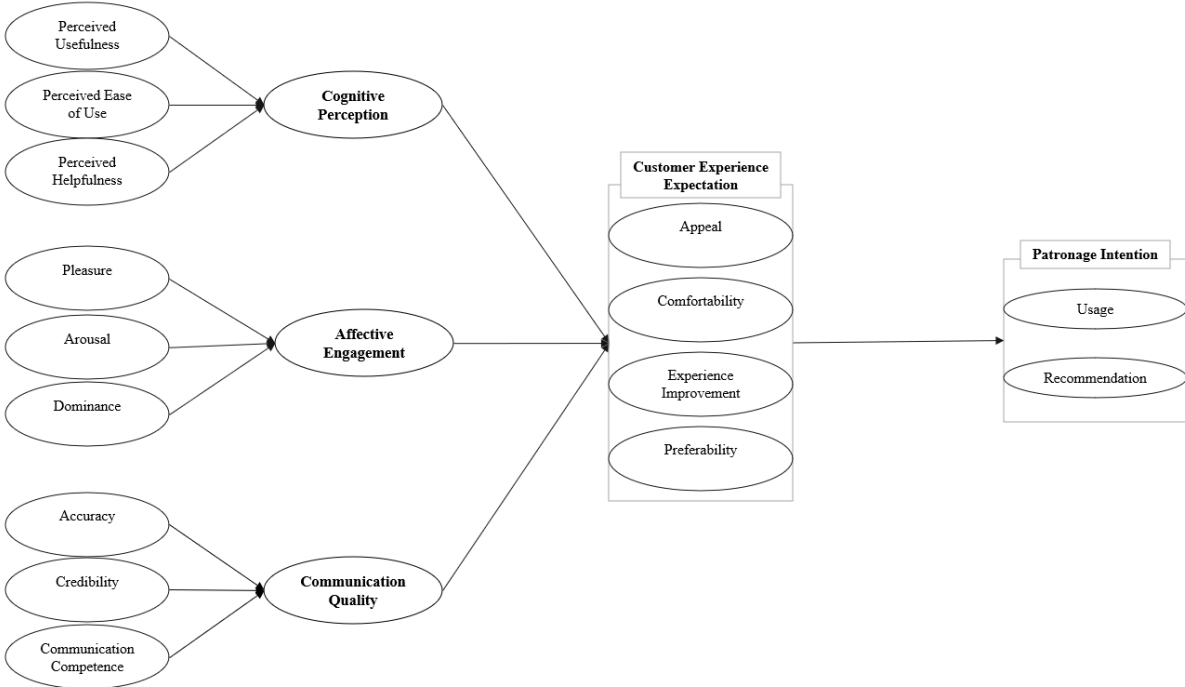 Perceived
Usefulness
Perceived Ease
of Use
Perceived
Helpfulness
Cognitive
Perception
Pleasure
Arousal
Dominance
Affective
Engagement
Accuracy
Credibility
Communication
Competence
Communication
Quality
Customer Experience
Expectation
Appeal
Comfortability
Experience
Improvement
Preferability
Patronage Intention
Usage
Recommendation